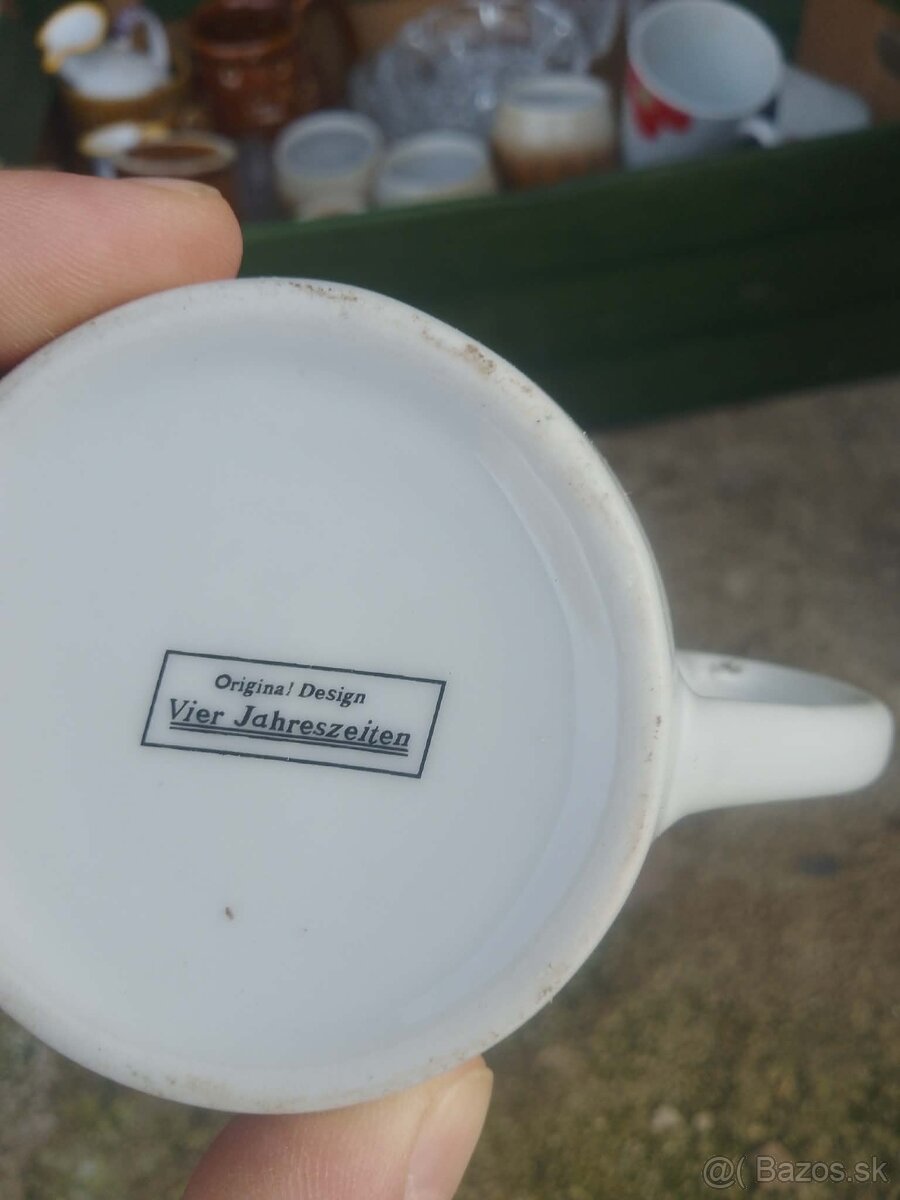 Original Design
Vier Jahreszeiten
@( Bazos.sk